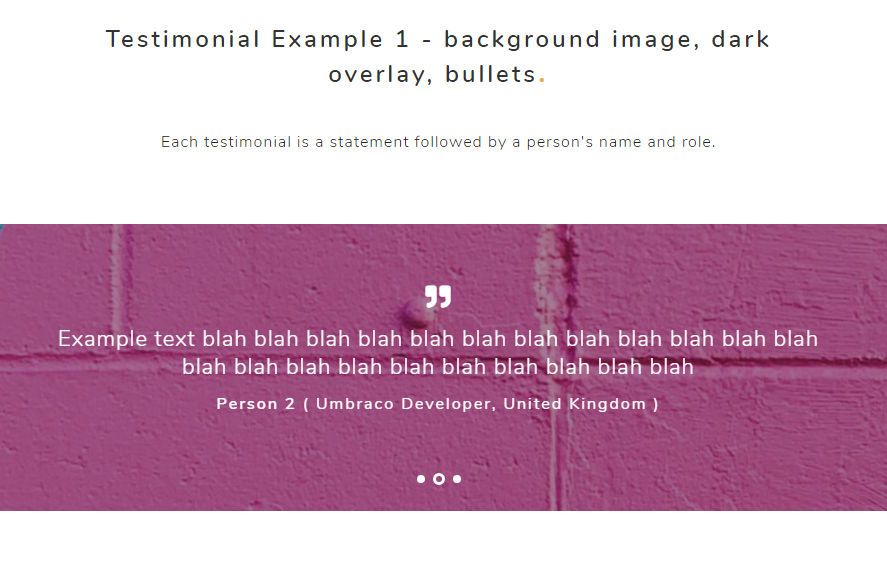 Testimonial Example 1 - background image, dark
overlay, bullets.
Each testimonial is a statement followed by a person's name and role.
Example text blah blah blah blah blah blah blah blah blah blah blah blah
blah blah blah blah blah blah blah blah blah blah
Person 2 ( Umbraco Developer, United Kingdom )